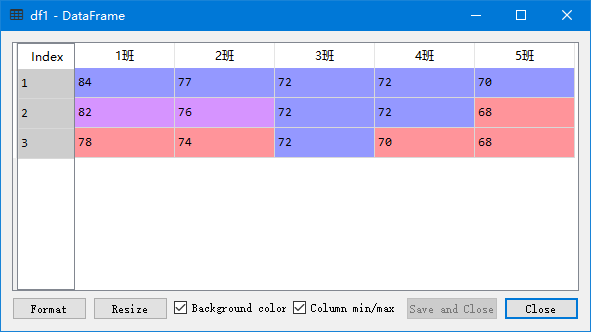 df1 - DataFrame
Index 1班 2班 3班 4班 5班
1 84 77 72 72 70
2 82 76 72 72 68
3 78 74 72 70 68
Format Resize Background color Column min/max Save and Close Close